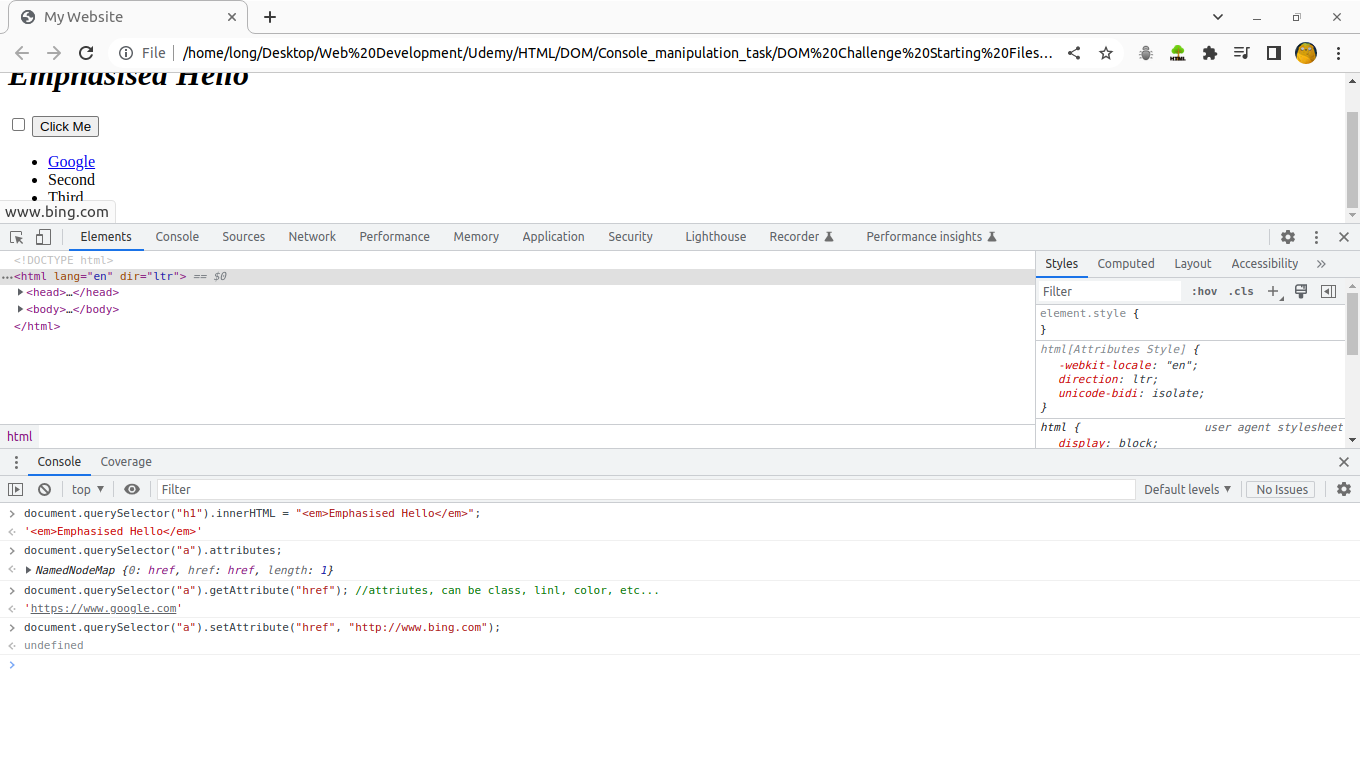 My Website
File /home/long/Desktop/Web%20Development/Udemy/HTML/DOM/Console_manipulation_task/DOM%20Challenge%20Starting%20Files...
HTML
Emphasised Hello
Click Me
Google
Second
Third
www.bing.com
Elements Console Sources Network Performance Memory Application Security Lighthouse Recorder Performance insights
<!DOCTYPE html>
…<html lang="en" dir="ltr"> == $0
<head>…</head>
<body>…</body>
</html>
html
Styles Computed Layout Accessibility »
Filter :hov .cls +
element.style {
}
html[Attributes Style] {
-webkit-locale: "en";
direction: ltr;
unicode-bidi: isolate;
}
html { user agent stylesheet
display: block;
Console Coverage
top Filter Default levels No Issues
document.querySelector("h1").innerHTML = "<em>Emphasised Hello</em>";
'<em>Emphasised Hello</em>'
document.querySelector("a").attributes;
NamedNodeMap {0: href, href: href, length: 1}
document.querySelector("a").getAttribute("href"); //attriutes, can be class, linl, color, etc...
'https://www.google.com'
document.querySelector("a").setAttribute("href", "http://www.bing.com");
undefined